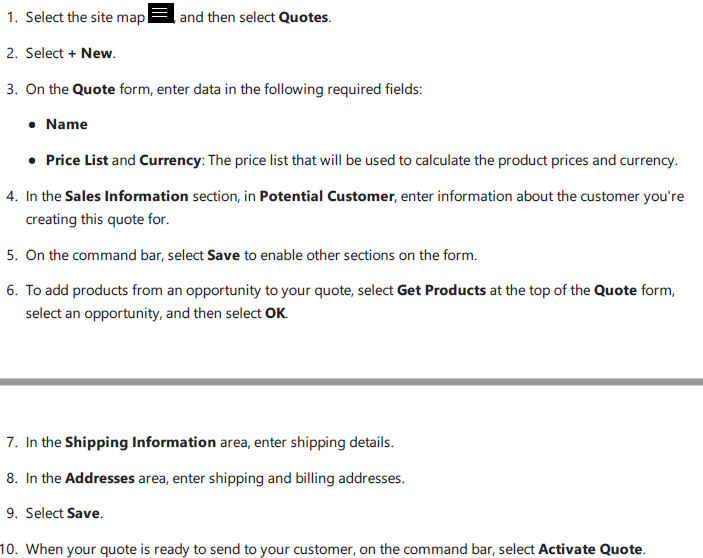 1. Select the site map , and then select Quotes.
2. Select + New.
3. On the Quote form, enter data in the following required fields:
• Name
• Price List and Currency: The price list that will be used to calculate the product prices and currency.
4. In the Sales Information section, in Potential Customer, enter information about the customer you're
creating this quote for.
5. On the command bar, select Save to enable other sections on the form.
6. To add products from an opportunity to your quote, select Get Products at the top of the Quote form,
select an opportunity, and then select OK.
7. In the Shipping Information area, enter shipping details.
8. In the Addresses area, enter shipping and billing addresses.
9. Select Save.
10. When your quote is ready to send to your customer, on the command bar, select Activate Quote.